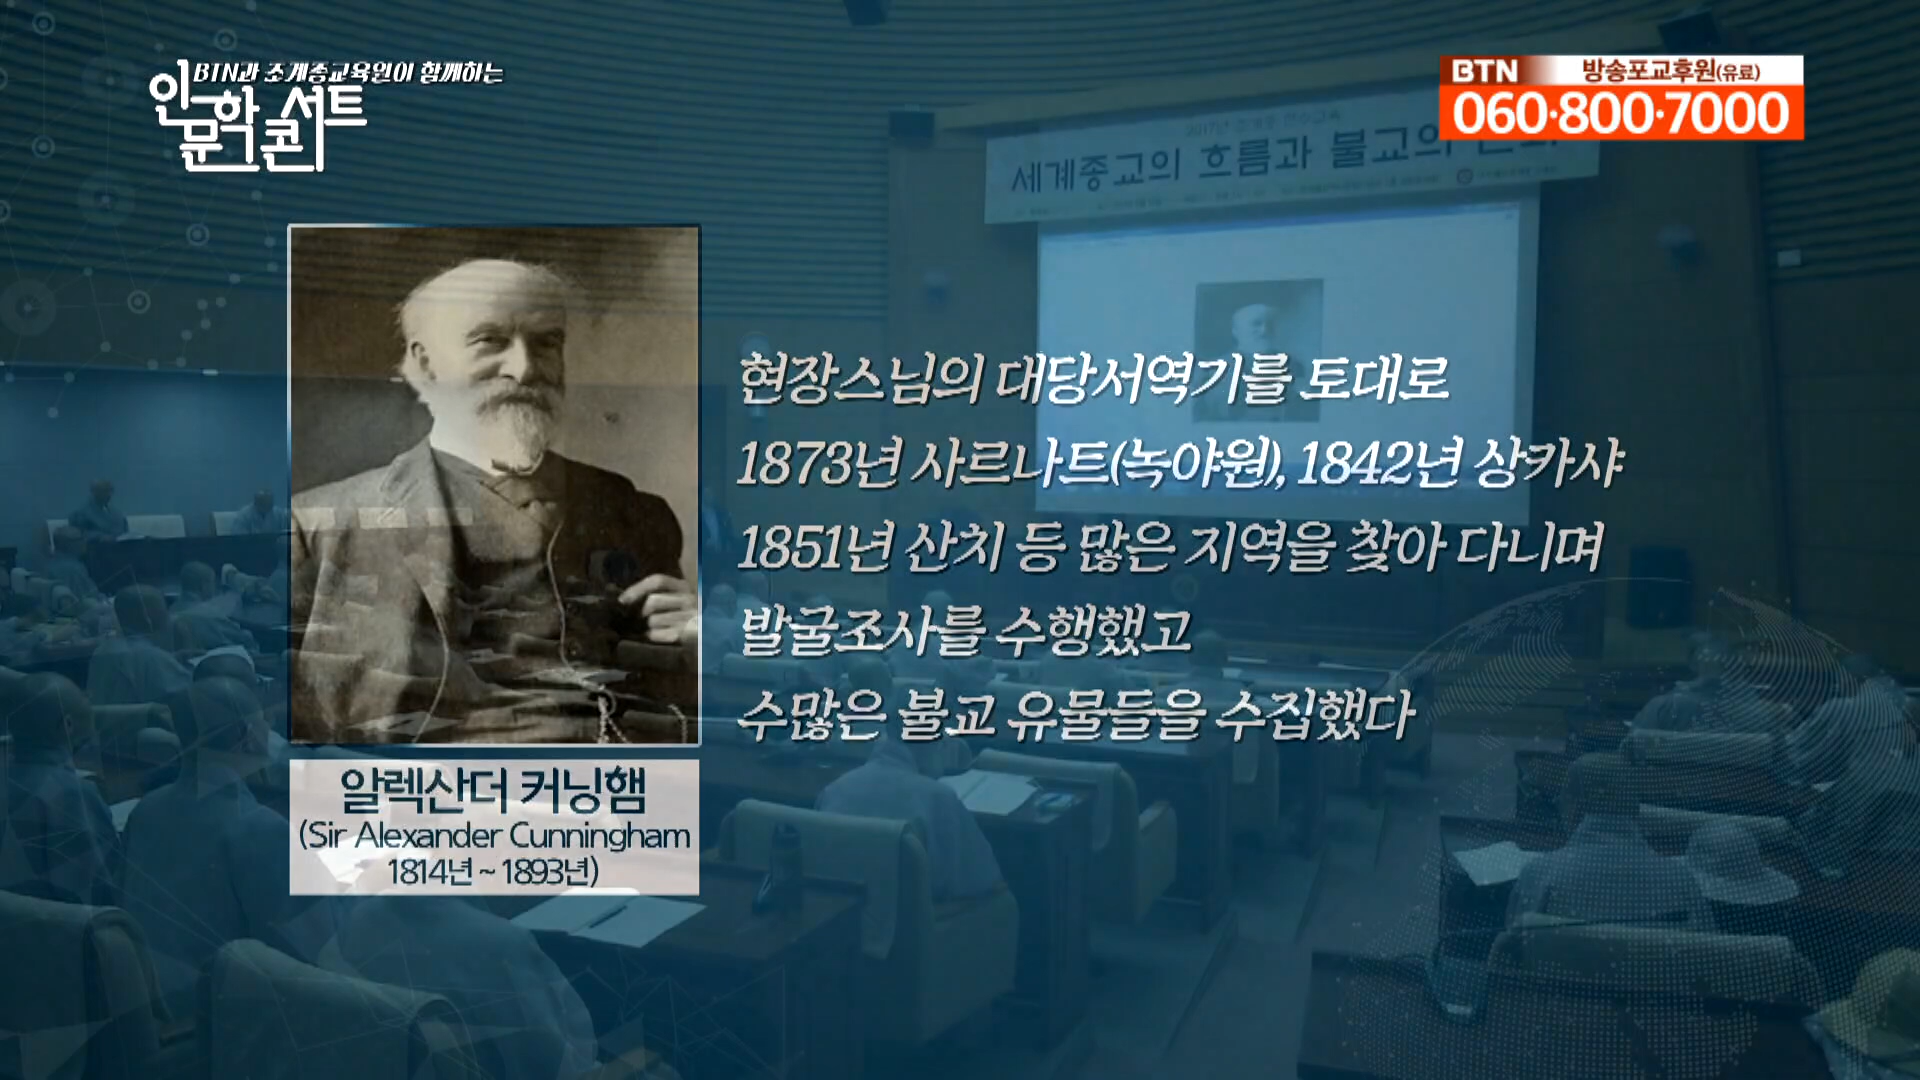 BTN과 조계종교육원이 함께하는
인문학 콘서트
BTN 방송포교후원(유료)
060·800·7000
세계종교의 흐름과 불교의
현장스님의 대당서역기를 토대로
1873년 사르나트(녹야원), 1842년 상카샤
1851년 산치 등 많은 지역을 찾아 다니며
발굴조사를 수행했고
수많은 불교 유물들을 수집했다
알렉산더 커닝햄
(Sir Alexander Cunningham
1814년 ~ 1893년)